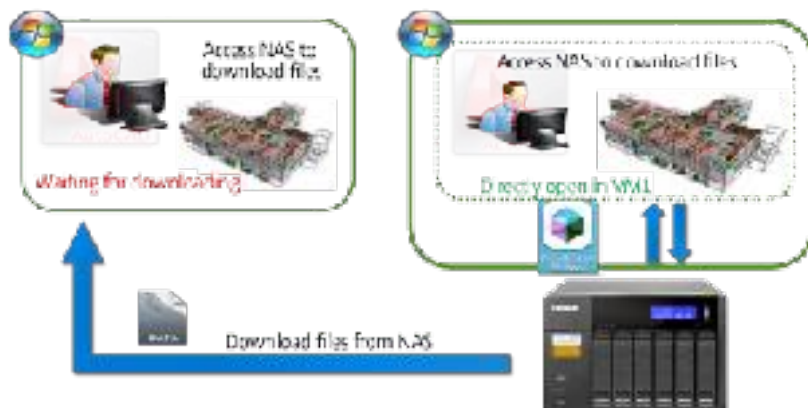 Access NAS to
download files
Waiting for downloading
Access NAS to download files
Directly open in VM1
Download files from NAS